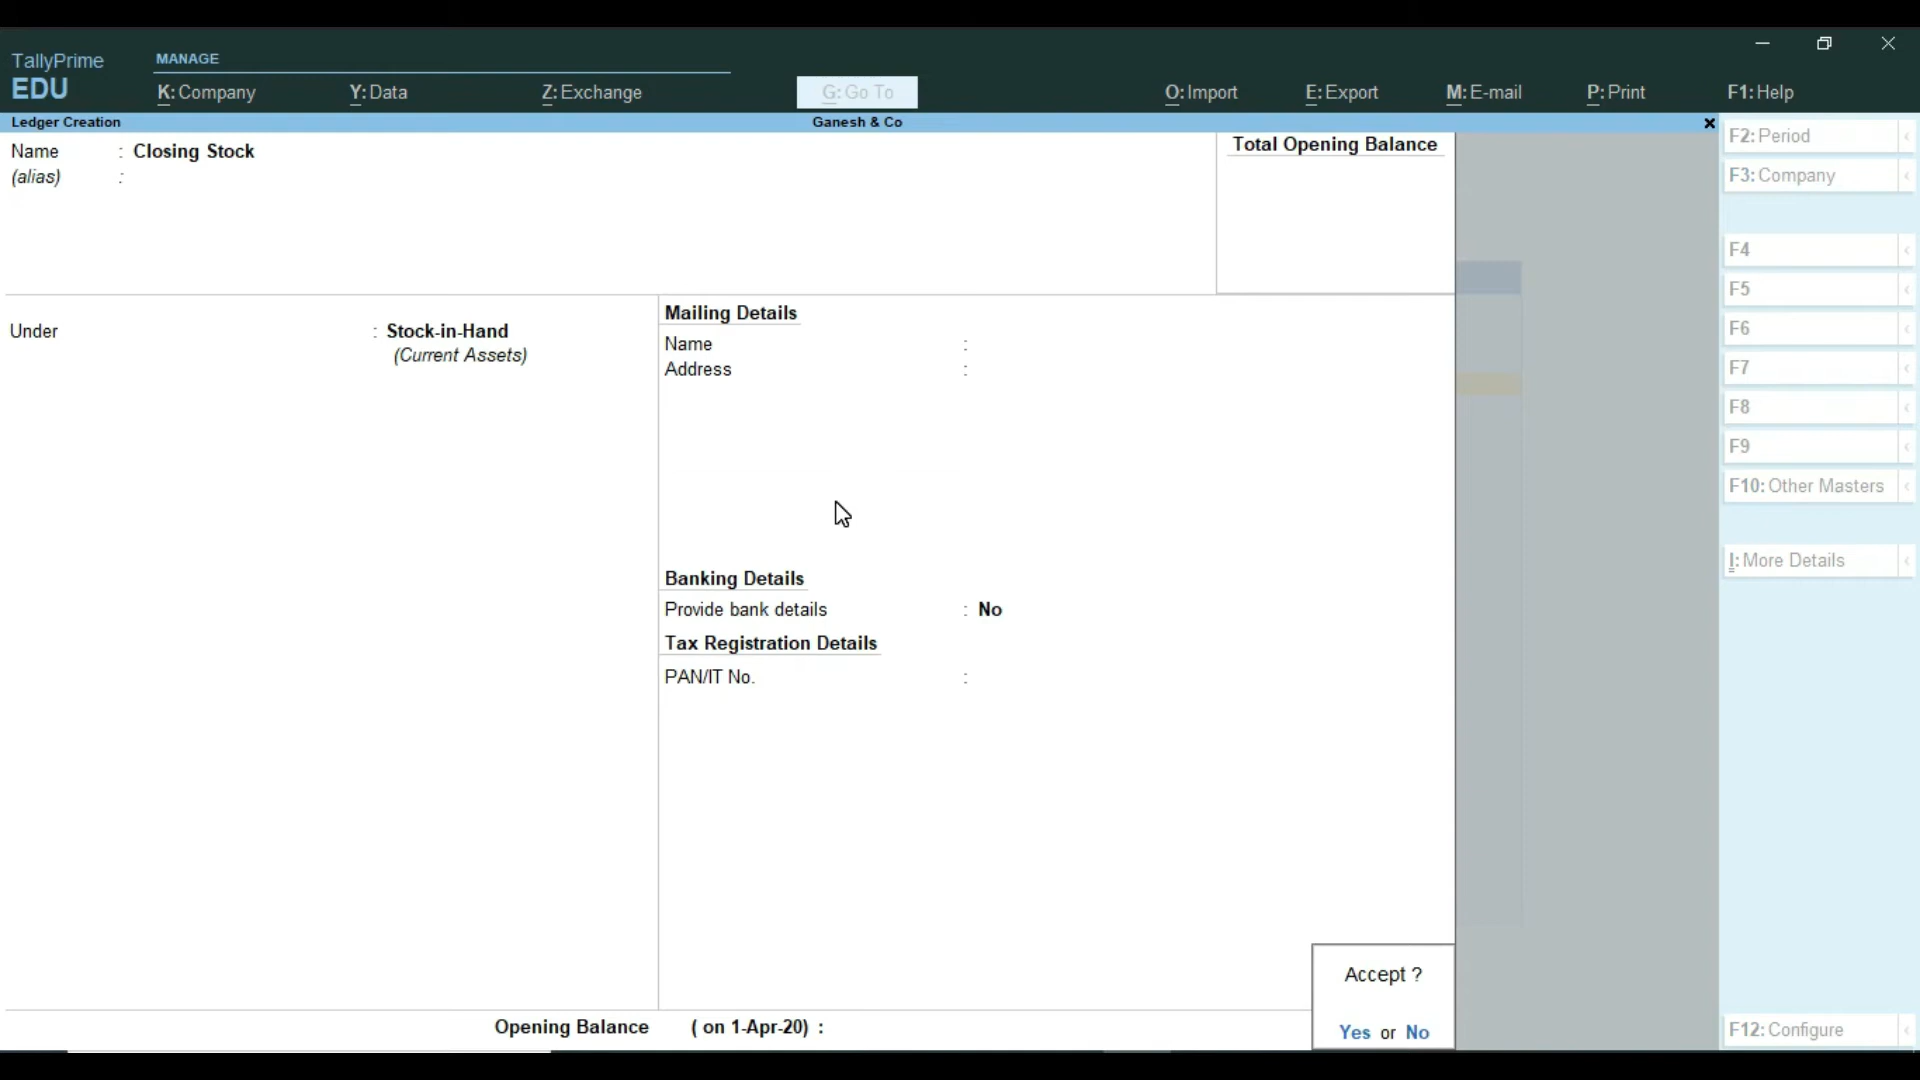 TallyPrime
EDU
MANAGE
K: Company
Y: Data
Z: Exchange
G: Go To
O: Import
E: Export
M: E-mail
P: Print
F1: Help
Ledger Creation
Ganesh & Co
Name : Closing Stock
(alias) :
Total Opening Balance
Under : Stock-in-Hand
(Current Assets)
Mailing Details
Name :
Address :
Banking Details
Provide bank details : No
Tax Registration Details
PAN/IT No. :
Opening Balance ( on 1-Apr-20) :
Accept ?
Yes or No
F2: Period
F3: Company
F4
F5
F6
F7
F8
F9
F10: Other Masters
I: More Details
F12: Configure